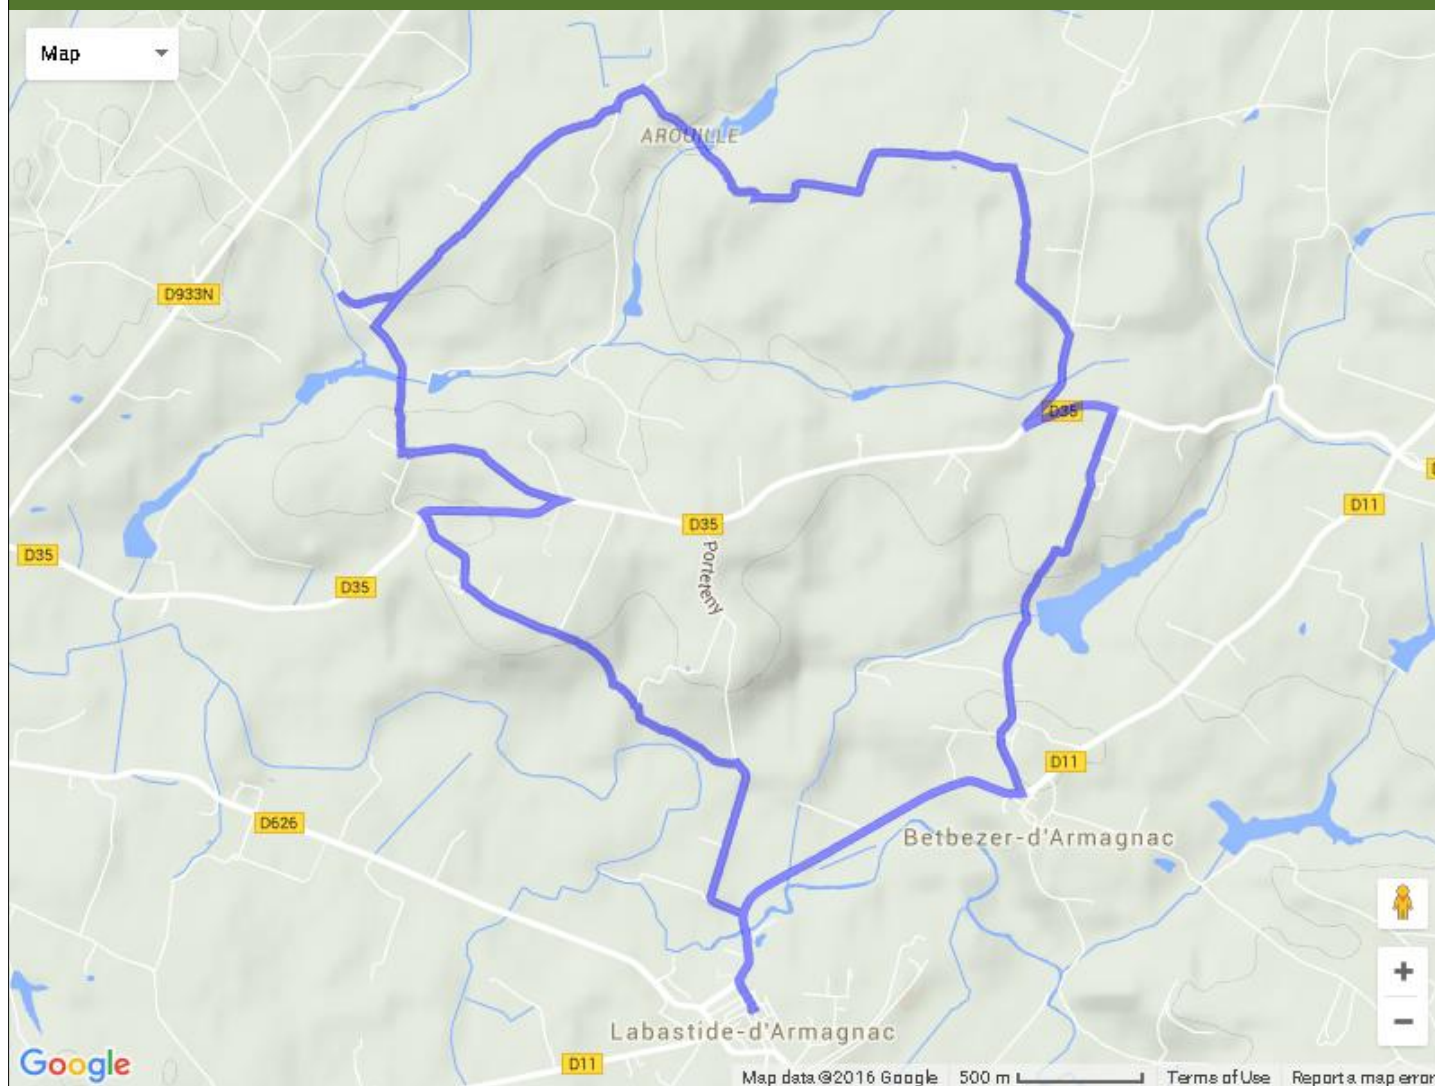 Map
AROUILLE
D933N
D35
D11
D35
D35
D35
Porteteny
D11
D626
Betbezer-d'Armagnac
Labastide-d'Armagnac
D11
Google
Map data ©2016 Google 500 m Terms of Use Report a map error